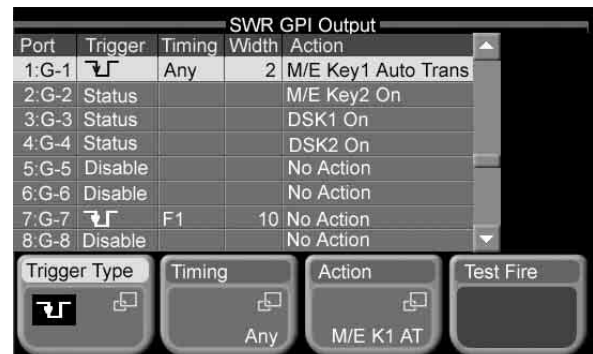 SWR GPI Output
Port Trigger Timing Width Action
1:G-1 Any 2 M/E Key1 Auto Trans
2:G-2 Status M/E Key2 On
3:G-3 Status DSK1 On
4:G-4 Status DSK2 On
5:G-5 Disable No Action
6:G-6 Disable No Action
7:G-7 F1 10 No Action
8:G-8 Disable No Action
Trigger Type Timing Action Test Fire
Any M/E K1 AT